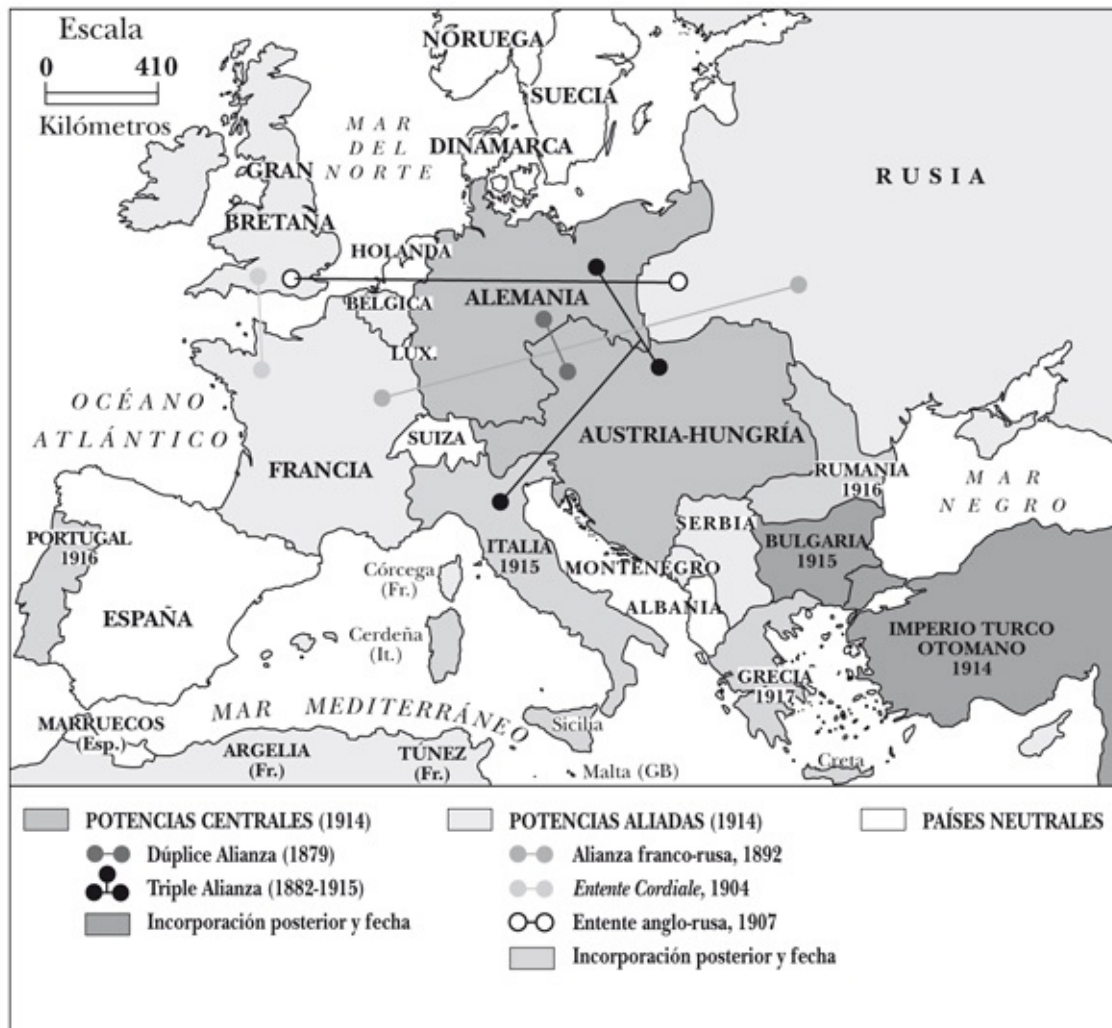 Escala
0 410
Kilómetros
NORUEGA
SUECIA
MAR
DEL
NORTE
DINAMARCA
RUSIA
GRAN
BRETAÑA
HOLANDA
BÉLGICA
ALEMANIA
LUX.
OCÉANO
ATLÁNTICO
SUIZA
AUSTRIA-HUNGRÍA
FRANCIA
RUMANIA
1916
MAR
NEGRO
PORTUGAL
1916
SERBIA
BULGARIA
1915
ITALIA
1915
MONTENEGRO
Córcega
(Fr.)
ESPAÑA
ALBANIA
Cerdeña
(It.)
IMPERIO TURCO
OTOMANO
1914
GRECIA
1917
MAR MEDITERRÁNEO
MARRUECOS
(Esp.)
Sicilia
ARGELIA
(Fr.)
TÚNEZ
(Fr.)
Malta (GB)
Creta
POTENCIAS CENTRALES (1914)
Dúplice Alianza (1879)
Triple Alianza (1882-1915)
Incorporación posterior y fecha
POTENCIAS ALIADAS (1914)
Alianza franco-rusa, 1892
Entente Cordiale, 1904
Entente anglo-rusa, 1907
Incorporación posterior y fecha
PAÍSES NEUTRALES